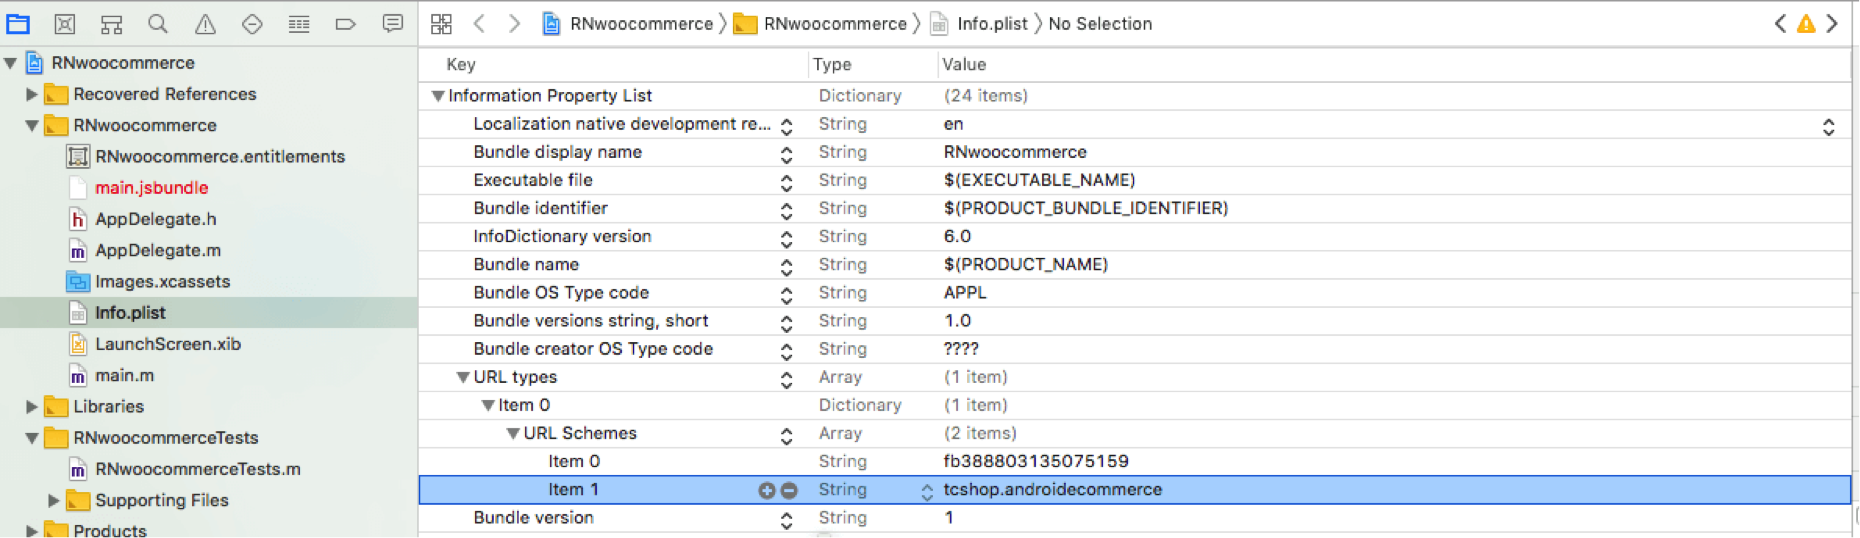 RNwoocommerce RNwoocommerce Info.plist No Selection
RNwoocommerce
Recovered References
RNwoocommerce
RNwoocommerce.entitlements
main.jsbundle
AppDelegate.h
AppDelegate.m
Images.xcassets
Info.plist
LaunchScreen.xib
main.m
Libraries
RNwoocommerceTests
RNwoocommerceTests.m
Supporting Files
Products
Key Type Value
Information Property List Dictionary (24 items)
Localization native development re... String en
Bundle display name String RNwoocommerce
Executable file String $(EXECUTABLE_NAME)
Bundle identifier String $(PRODUCT_BUNDLE_IDENTIFIER)
InfoDictionary version String 6.0
Bundle name String $(PRODUCT_NAME)
Bundle OS Type code String APPL
Bundle versions string, short String 1.0
Bundle creator OS Type code String ????
URL types Array (1 item)
Item 0 Dictionary (1 item)
URL Schemes Array (2 items)
Item 0 String fb388803135075159
Item 1 String tcshop.androidecommerce
Bundle version String 1